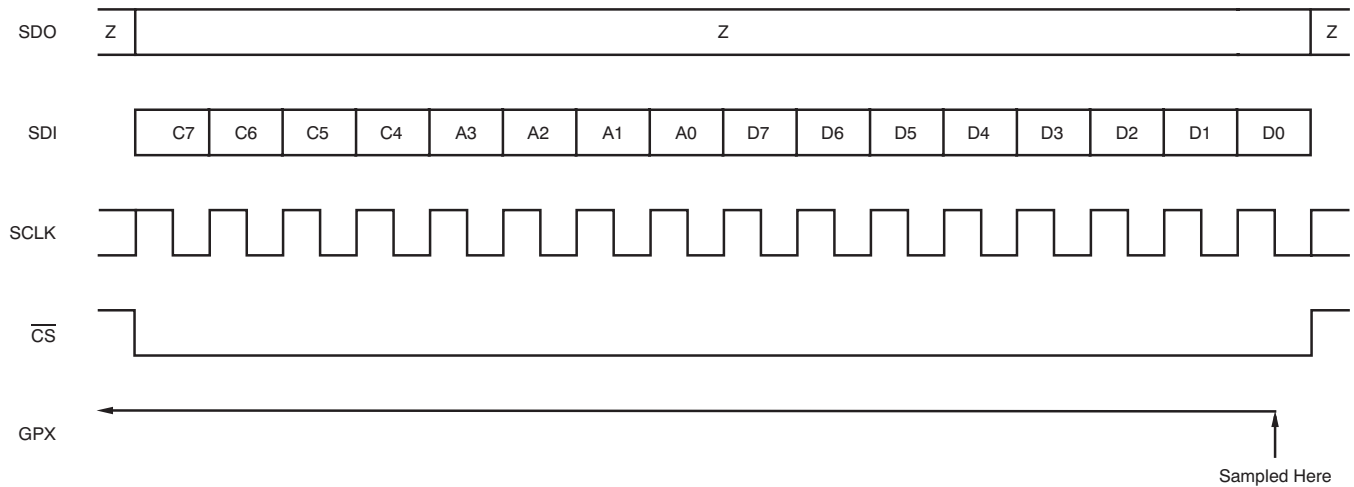 SDO Z Z Z
SDI C7 C6 C5 C4 A3 A2 A1 A0 D7 D6 D5 D4 D3 D2 D1 D0
SCLK
CS
GPX
Sampled Here